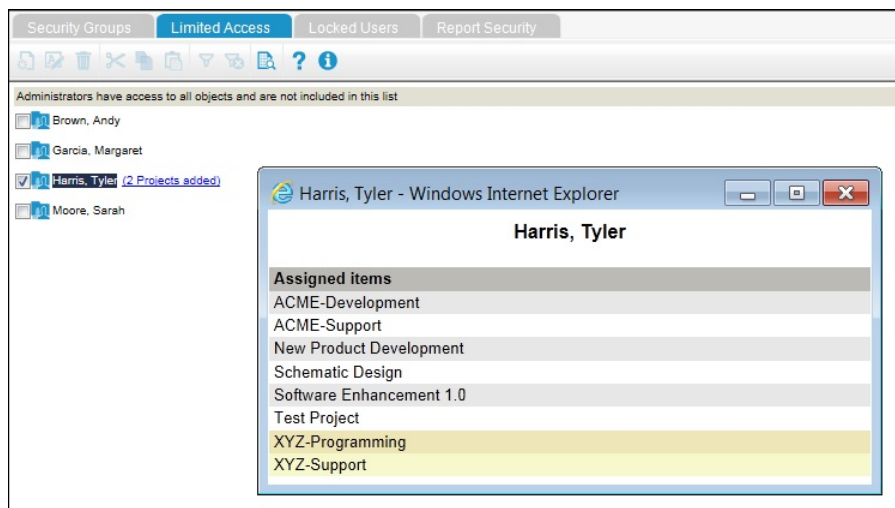 Security Groups Limited Access Locked Users Report Security
Administrators have access to all objects and are not included in this list
Brown, Andy
Garcia, Margaret
Harris, Tyler (2 Projects added)
Moore, Sarah
Harris, Tyler - Windows Internet Explorer
Harris, Tyler
Assigned items
ACME-Development
ACME-Support
New Product Development
Schematic Design
Software Enhancement 1.0
Test Project
XYZ-Programming
XYZ-Support